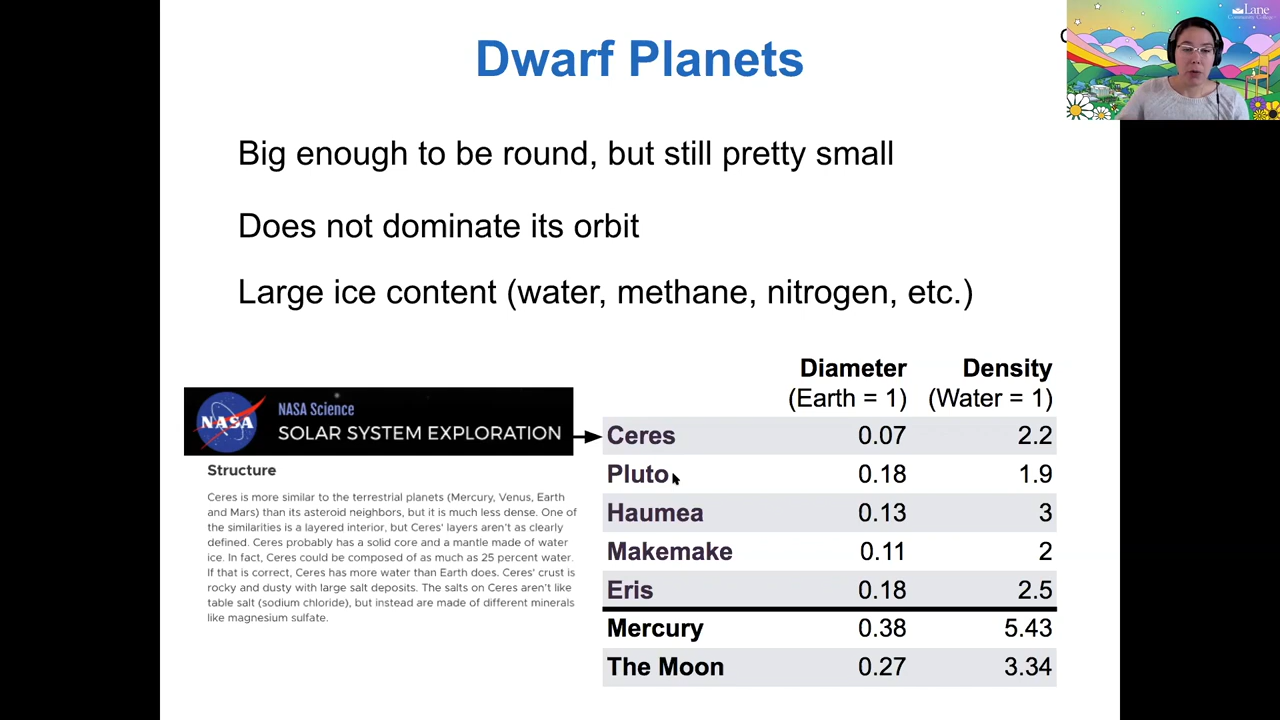 Dwarf Planets
Lane
Community College
Big enough to be round, but still pretty small
Does not dominate its orbit
Large ice content (water, methane, nitrogen, etc.)
NASA
NASA Science
SOLAR SYSTEM EXPLORATION
Structure
Ceres is more similar to the terrestrial planets (Mercury, Venus, Earth
and Mars) than its asteroid neighbors, but it is much less dense. One of
the similarities is a layered interior, but Ceres' layers aren't as clearly
defined. Ceres probably has a solid core and a mantle made of water
ice. In fact, Ceres could be composed of as much as 25 percent water.
If that is correct, Ceres has more water than Earth does. Ceres' crust is
rocky and dusty with large salt deposits. The salts on Ceres aren't like
table salt (sodium chloride), but instead are made of different minerals
like magnesium sulfate.
Diameter Density
(Earth = 1) (Water = 1)
Ceres 0.07 2.2
Pluto 0.18 1.9
Haumea 0.13 3
Makemake 0.11 2
Eris 0.18 2.5
Mercury 0.38 5.43
The Moon 0.27 3.34